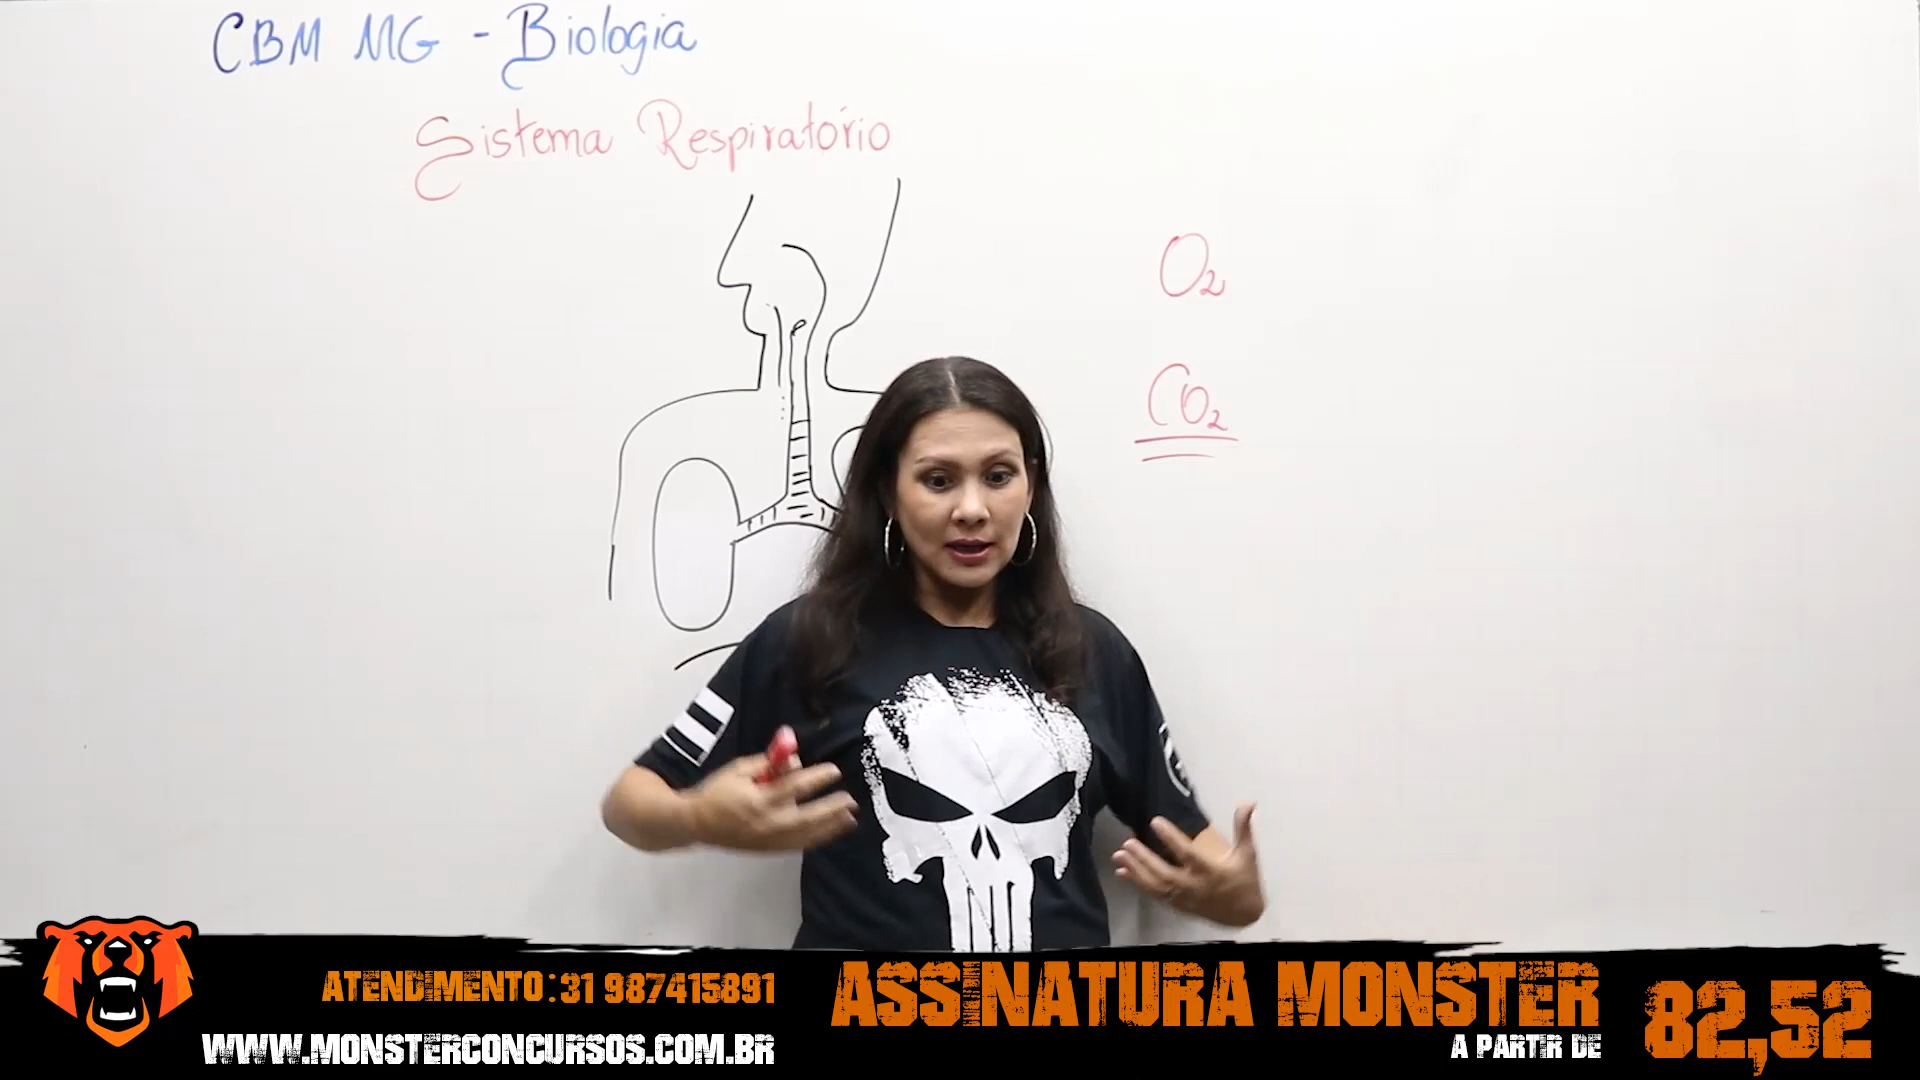 CBM MG - Biologia
Sistema Respiratório
O2
CO2
ATENDIMENTO: 31 987415891
WWW.MONSTERCONCURSOS.COM.BR
ASSINATURA MONSTER
A PARTIR DE
82,52